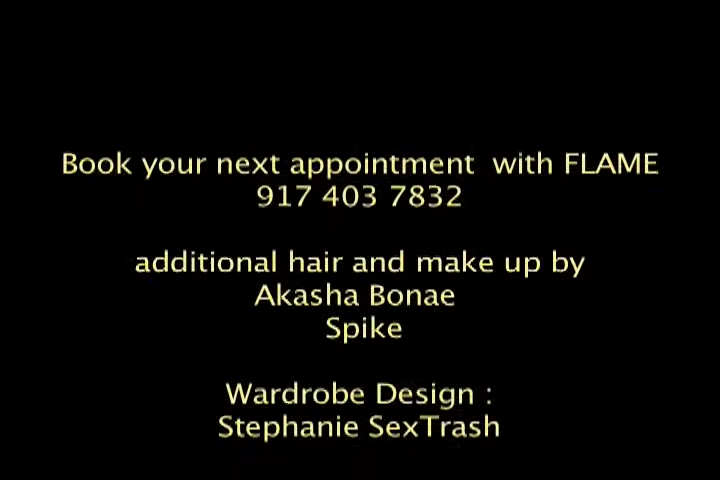 Book your next appointment  with FLAME
917 403 7832
additional hair and make up by
Akasha Bonae
Spike
Wardrobe Design :
Stephanie SexTrash